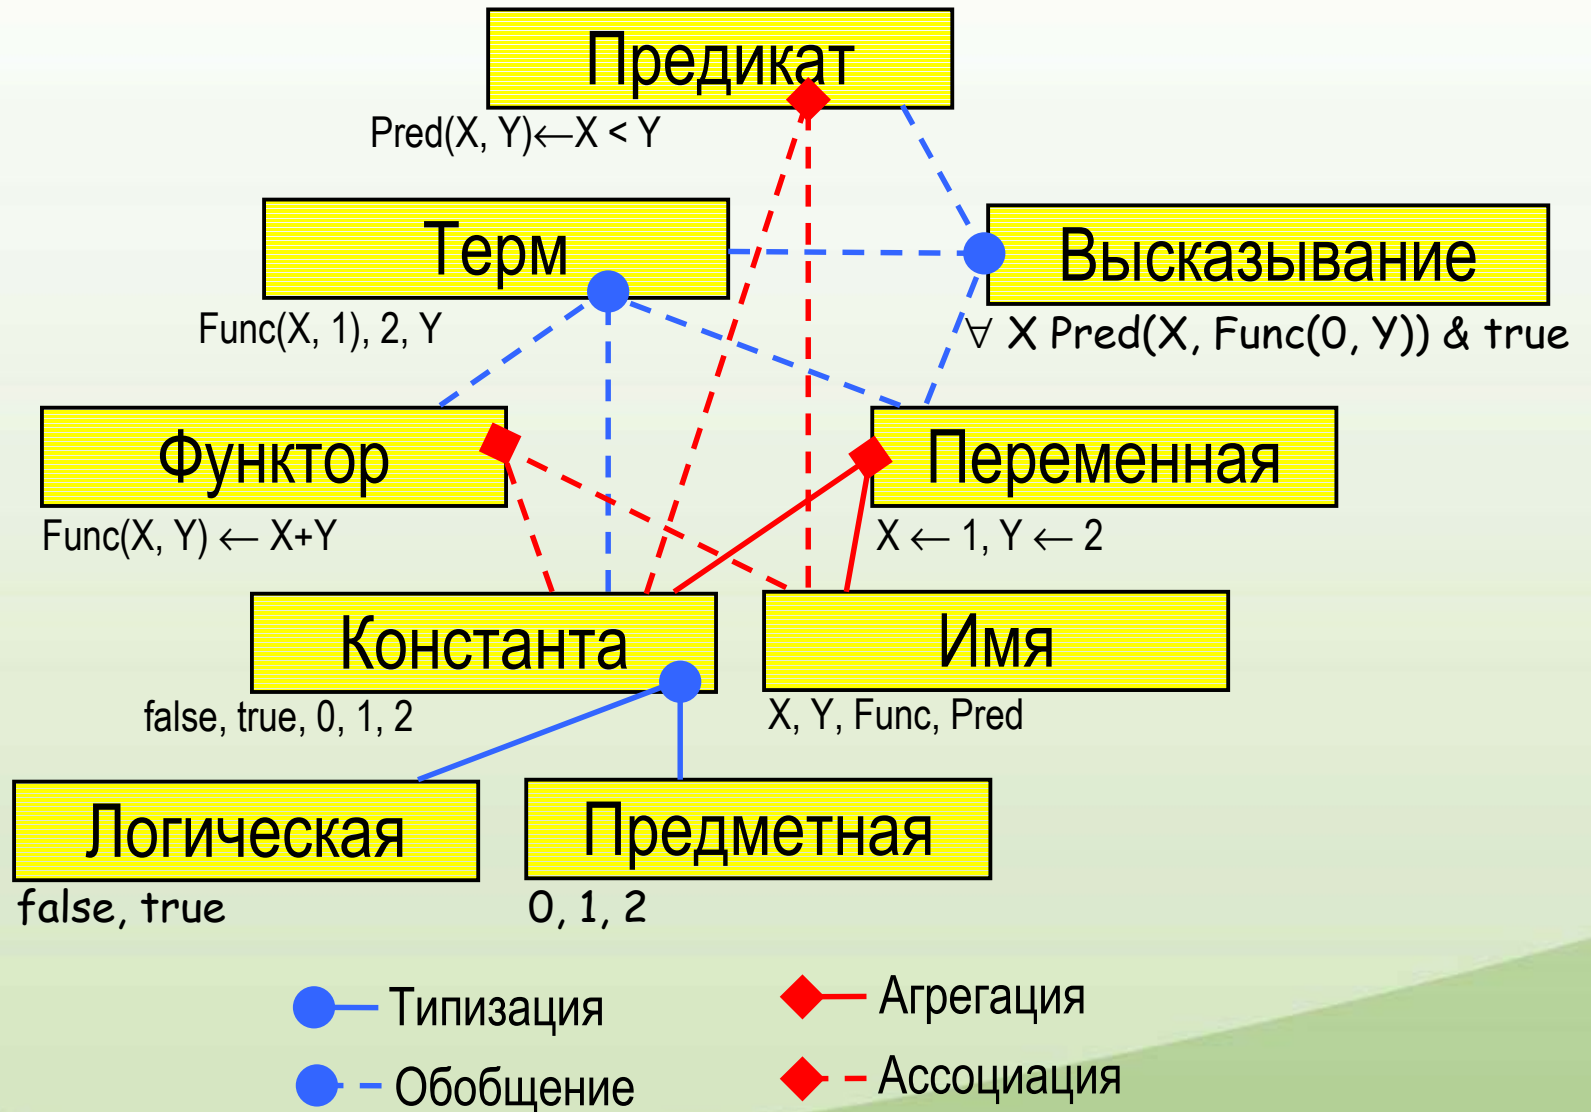 Предикат
Pred(X, Y)←X < Y
Терм
Высказывание
Func(X, 1), 2, Y
∀ X Pred(X, Func(0, Y)) & true
Функтор
Переменная
Func(X, Y) ← X+Y
X ← 1, Y ← 2
Константа
Имя
false, true, 0, 1, 2
X, Y, Func, Pred
Логическая
Предметная
false, true
0, 1, 2
Типизация
Агрегация
Обобщение
Ассоциация